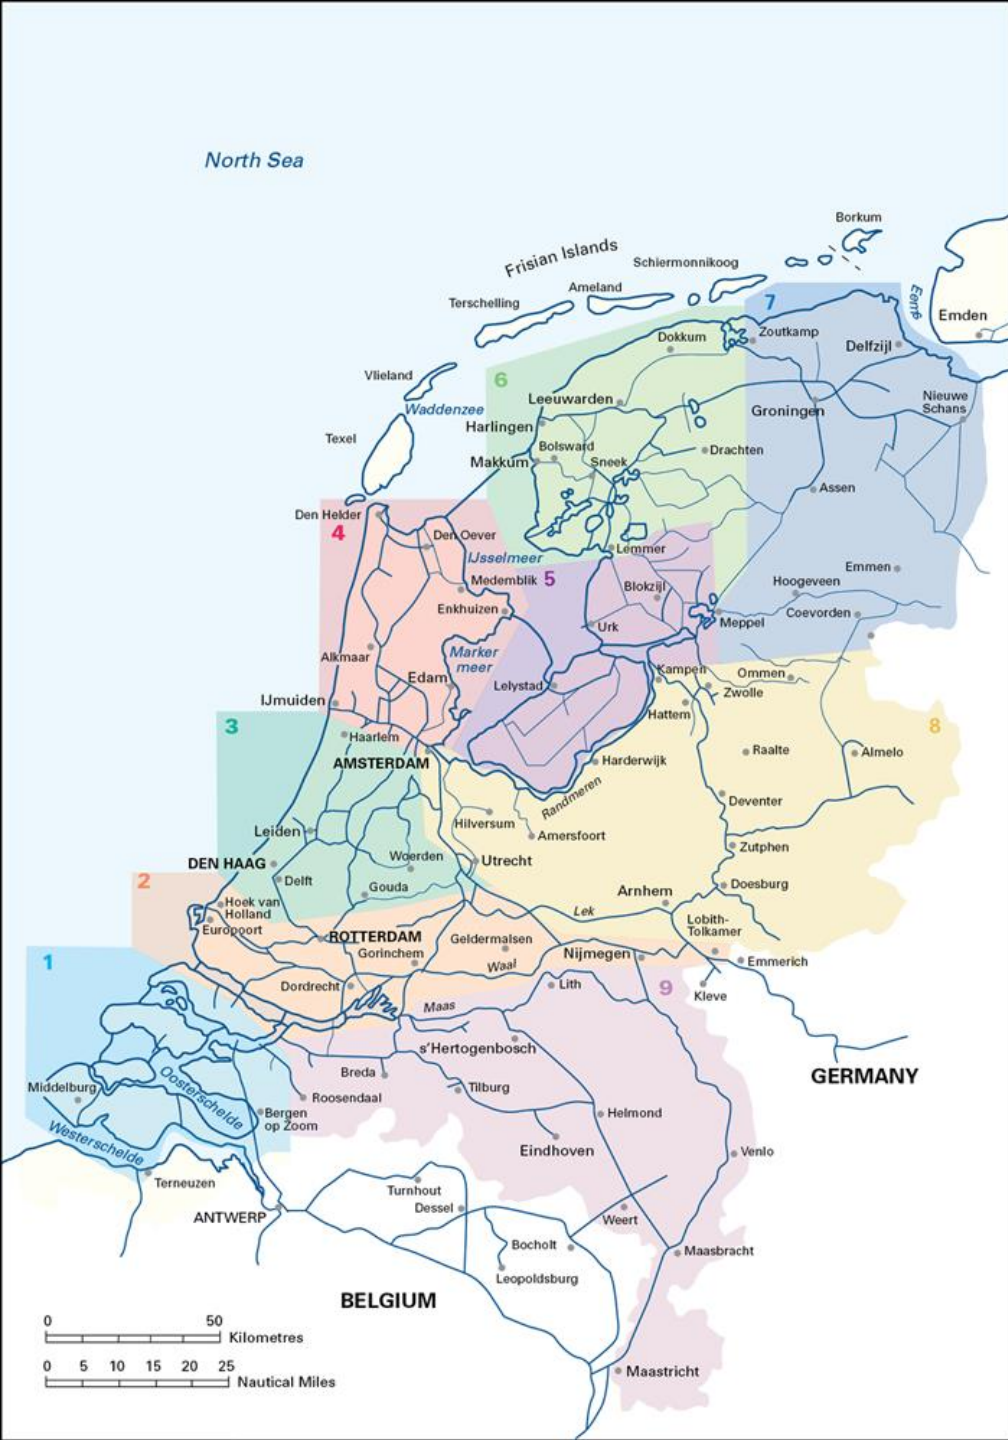 North Sea
Borkum
Frisian Islands
Schiermonnikoog
Ameland
Terschelling
Eems
Emden
7
Zoutkamp
Dokkum
Delfzijl
Vlieland
6
Waddenzee
Leeuwarden
Groningen
Nieuwe
Schans
Harlingen
Texel
Bolsward
Drachten
Makkum
Sneek
Assen
Den Helder
4
Den Oever
Lemmer
IJsselmeer
Emmen
Medemblik
5
Blokzijl
Hoogeveen
Enkhuizen
Coevorden
Urk
Meppel
Marker
meer
Alkmaar
Edam
Kampen
Ommen
Lelystad
Zwolle
IJmuiden
Hattem
3
8
Haarlem
Raalte
Almelo
AMSTERDAM
Harderwijk
Randmeren
Deventer
Hilversum
Leiden
Amersfoort
Zutphen
Woerden
Utrecht
DEN HAAG
2
Delft
Gouda
Arnhem
Doesburg
Hoek van
Holland
Lek
Lobith-
Tolkamer
Europoort
ROTTERDAM
Geldermalsen
Gorinchem
Nijmegen
1
Waal
Emmerich
Dordrecht
Lith
9
Kleve
Maas
s'Hertogenbosch
Breda
GERMANY
Middelburg
Oosterschelde
Tilburg
Roosendaal
Bergen
op Zoom
Helmond
Westerschelde
Eindhoven
Venlo
Terneuzen
Turnhout
Dessel
ANTWERP
Weert
Bocholt
Maasbracht
Leopoldsburg
BELGIUM
0 50
Kilometres
0 5 10 15 20 25
Nautical Miles
Maastricht